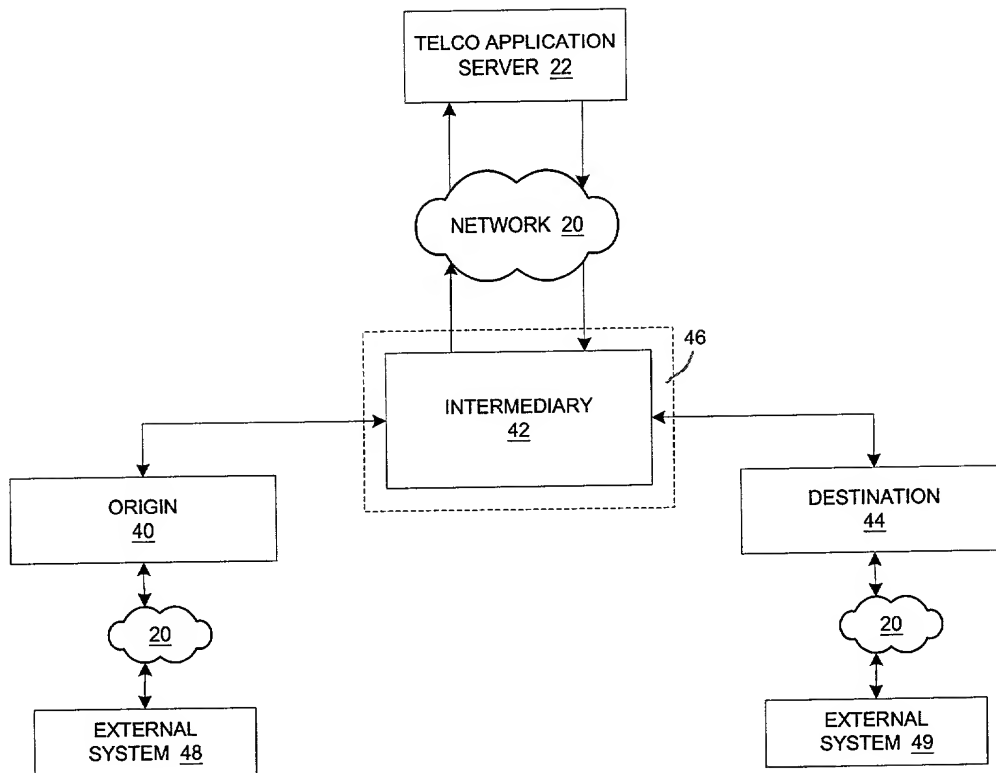 TELCO APPLICATION
SERVER 22
NETWORK 20
46
INTERMEDIARY
42
ORIGIN
40
DESTINATION
44
20
20
EXTERNAL
SYSTEM 48
EXTERNAL
SYSTEM 49